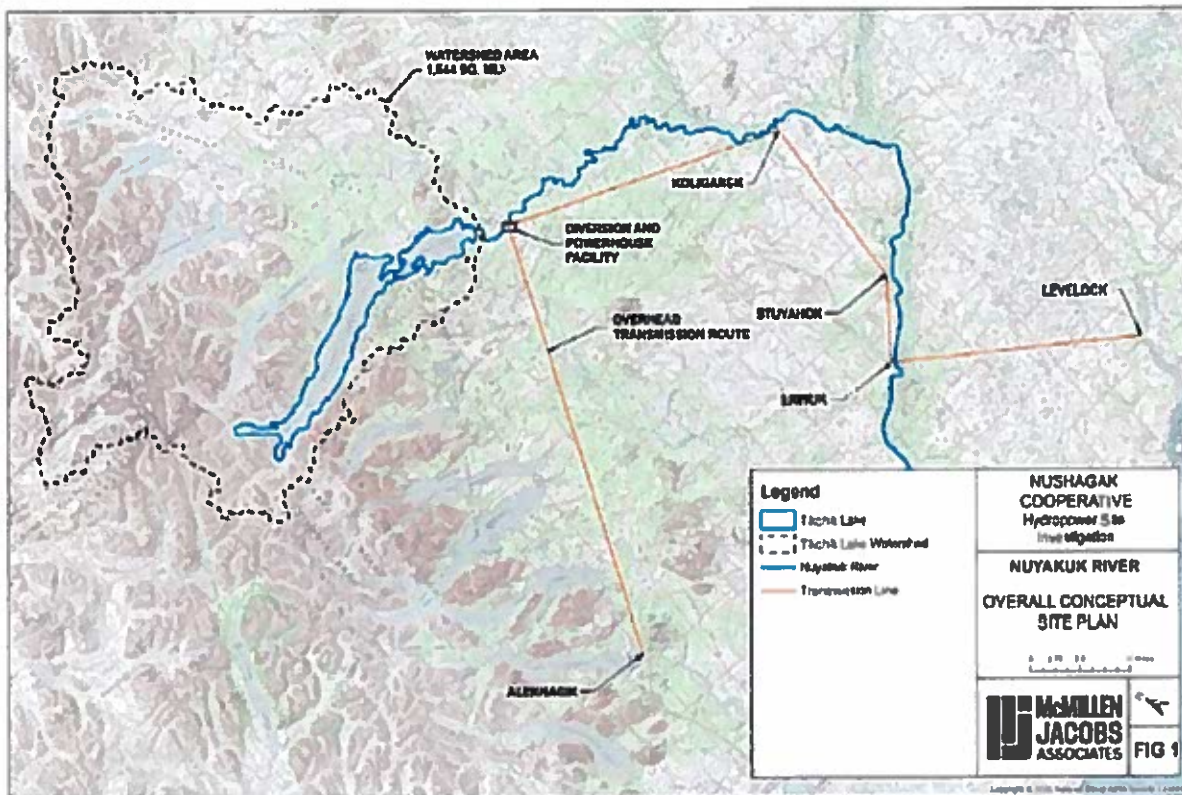 WATERSHED AREA
1,544 SQ. MI.
KOLIGANEK
DIVERSION AND
POWERHOUSE
FACILITY
LEVELOCK
STUYAHOK
OVERHEAD
TRANSMISSION ROUTE
EKWOK
ALEKNAGIK
Legend
Tikchik Lake
Tikchik Lake Watershed
Nuyakuk River
Transmission Line
NUSHAGAK
COOPERATIVE
Hydropower Site
Investigation
NUYAKUK RIVER
OVERALL CONCEPTUAL
SITE PLAN
McMILLEN
JACOBS
ASSOCIATES
FIG 1